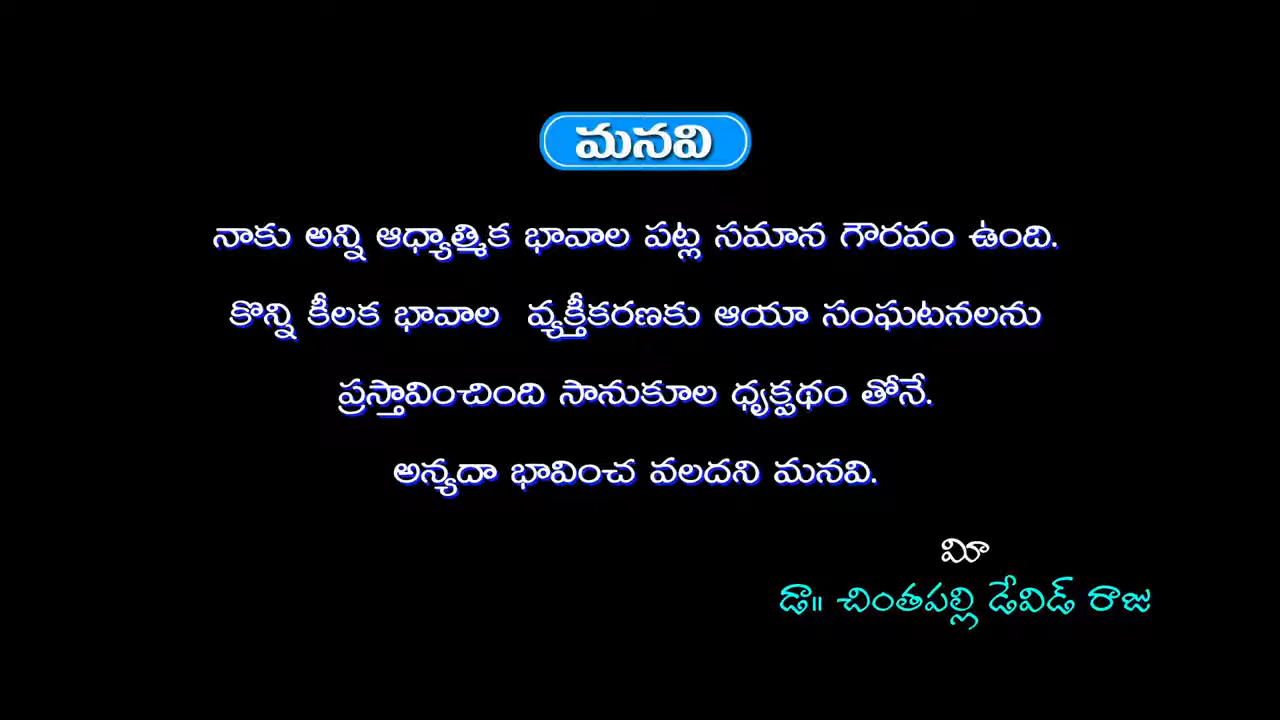 మనవి
నాకు అన్ని ఆధ్యాత్మిక భావాల పట్ల సమాన గౌరవం ఉంది.
కొన్ని కీలక భావాల వ్యక్తీకరణకు ఆయా సంఘటనలను
ప్రస్తావించింది సానుకూల ధృక్పథం తోనే.
అన్యదా భావించ వలదని మనవి.
మీ
డా॥ చింతపల్లి డేవిడ్ రాజు